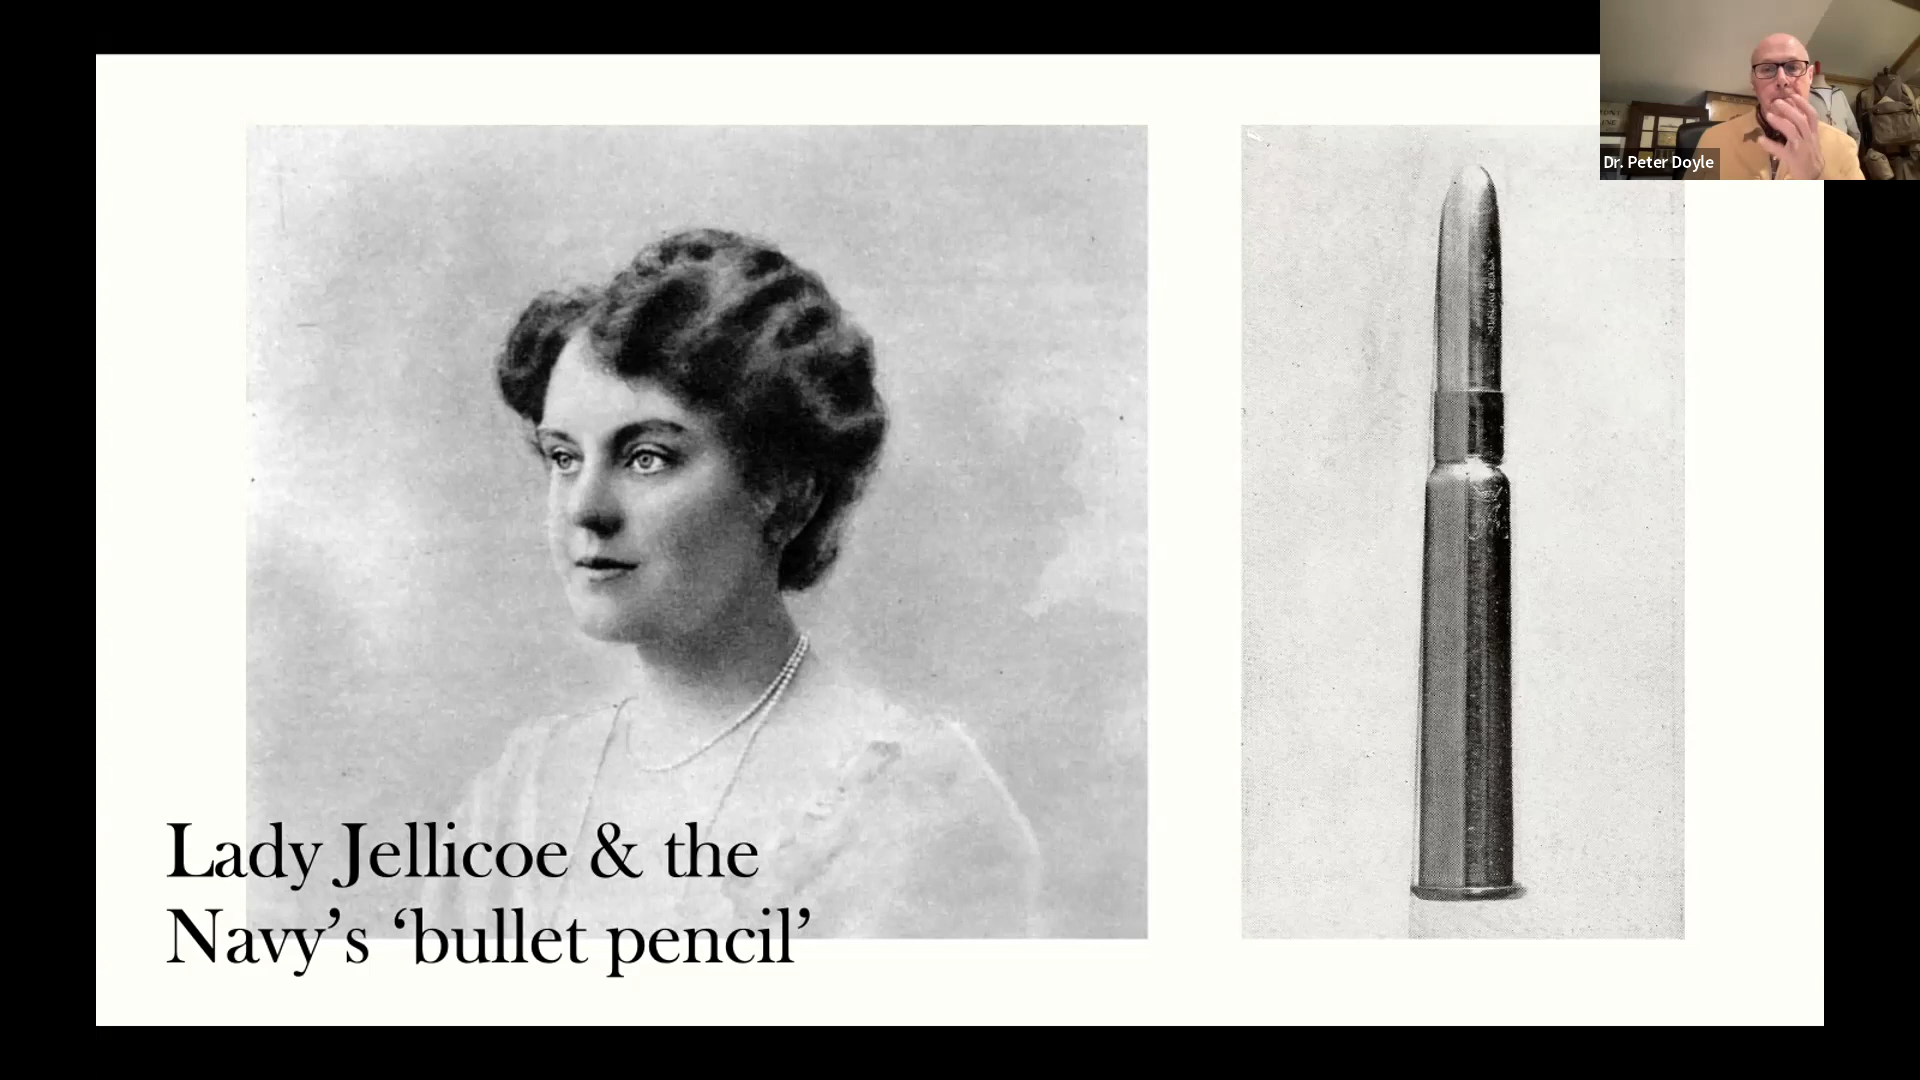 Dr. Peter Doyle
Lady Jellicoe & the
Navy’s ‘bullet pencil’